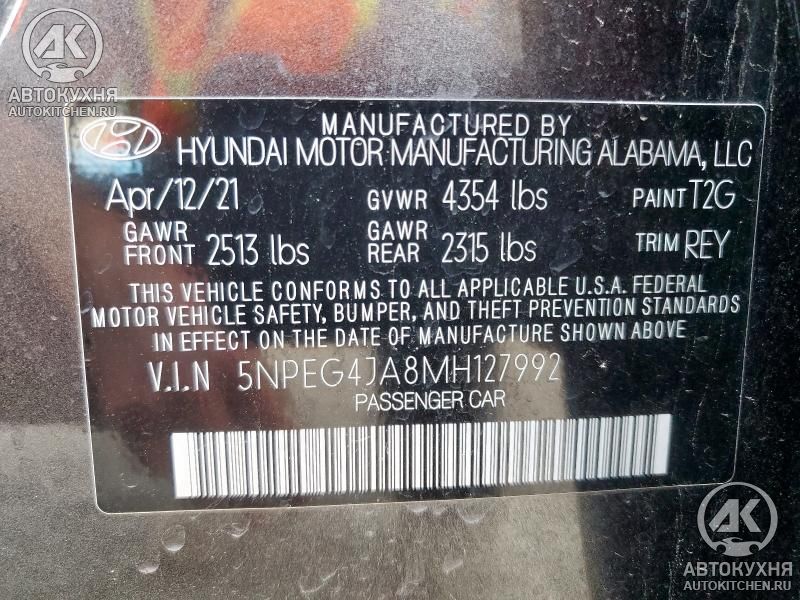 AK
АВТОКУХНЯ
AUTOKITCHEN.RU
MANUFACTURED BY
HYUNDAI MOTOR MANUFACTURING ALABAMA, LLC
Apr/12/21 GVWR 4354 lbs PAINT T2G
GAWR FRONT 2513 lbs GAWR REAR 2315 lbs TRIM REY
THIS VEHICLE CONFORMS TO ALL APPLICABLE U.S.A. FEDERAL
MOTOR VEHICLE SAFETY, BUMPER, AND THEFT PREVENTION STANDARDS
IN EFFECT ON THE DATE OF MANUFACTURE SHOWN ABOVE
V.I.N 5NPEG4JA8MH127992
PASSENGER CAR
AK
АВТОКУХНЯ
AUTOKITCHEN.RU